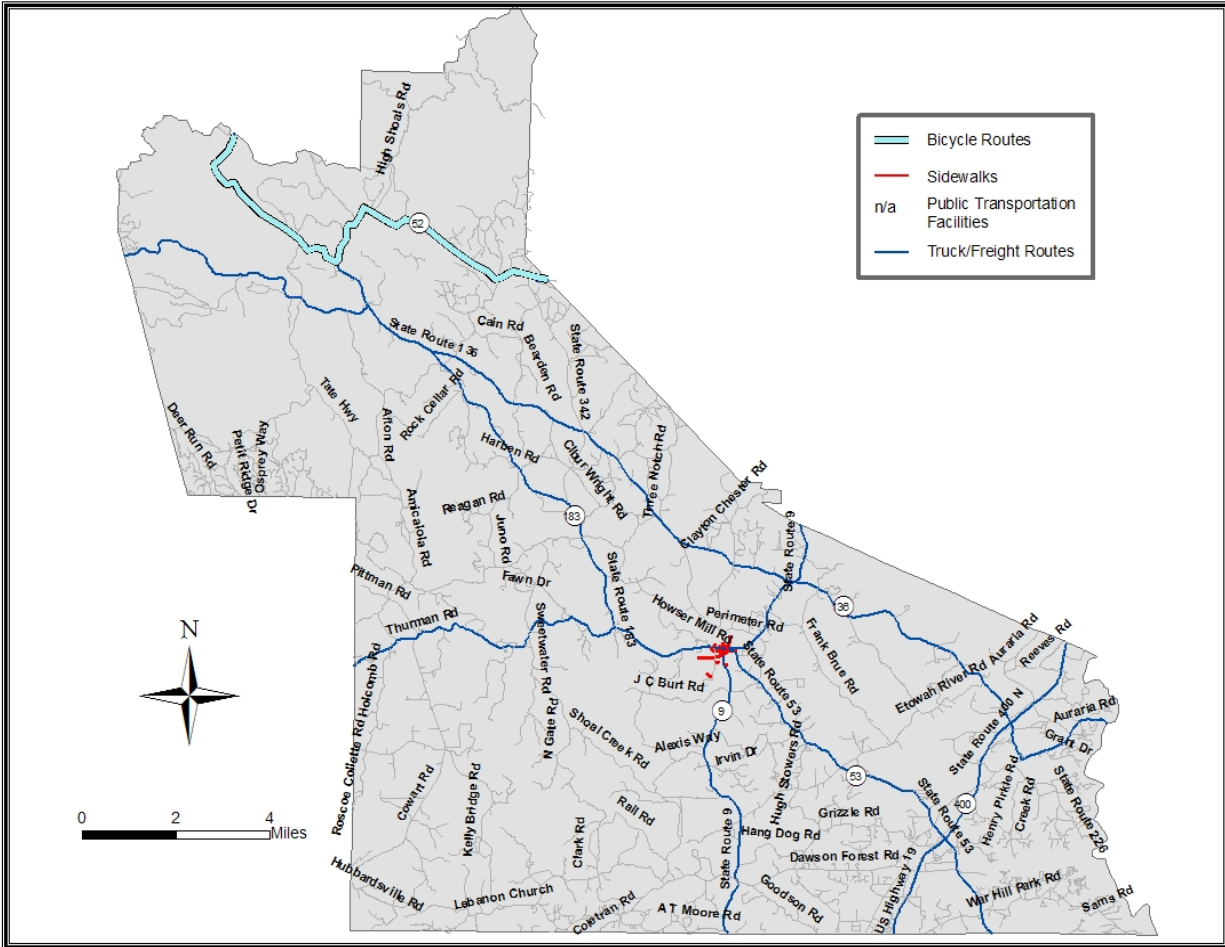 High Shoals Rd
Bicycle Routes
Sidewalks
n/a
Public Transportation
Facilities
Truck/Freight Routes
52
State Route 136
Cain Rd
Bearden Rd
State Route 342
Tate Hwy
Afton Rd
Rock Cellar Rd
Deer Run Rd
Petit Ridge Dr
Osprey Way
Harben Rd
Clbur Wright Rd
Three Notch Rd
Clayton Chester Rd
Amicalola Rd
Reagan Rd
Juno Rd
183
State Route 9
Pittman Rd
Fawn Dr
State Route 183
Thurman Rd
Sweetwater Rd
Howser Mill Rd
Perimeter Rd
36
Frank Brue Rd
N
Holcomb Rd
J C Burt Rd
State Route 53
Etowah River Rd
Auraria Rd
Reeves Rd
9
State Route 400 N
Auraria Rd
Grant Dr
N Gate Rd
Shoal Creek Rd
Alexis Way
Irvin Dr
Hugh Stowers Rd
53
Roscoe Collette Rd
Cowart Rd
Kelly Bridge Rd
Rail Rd
Clark Rd
State Route 9
Grizzle Rd
Hang Dog Rd
Dawson Forest Rd
State Route 53
400
Henry Pirkle Rd
Creek Rd
State Route 226
0 2 4
Miles
Hubbardsville Rd
Lebanon Church
Coletran Rd
A T Moore Rd
Goodson Rd
US Highway 19
War Hill Park Rd
Sams Rd